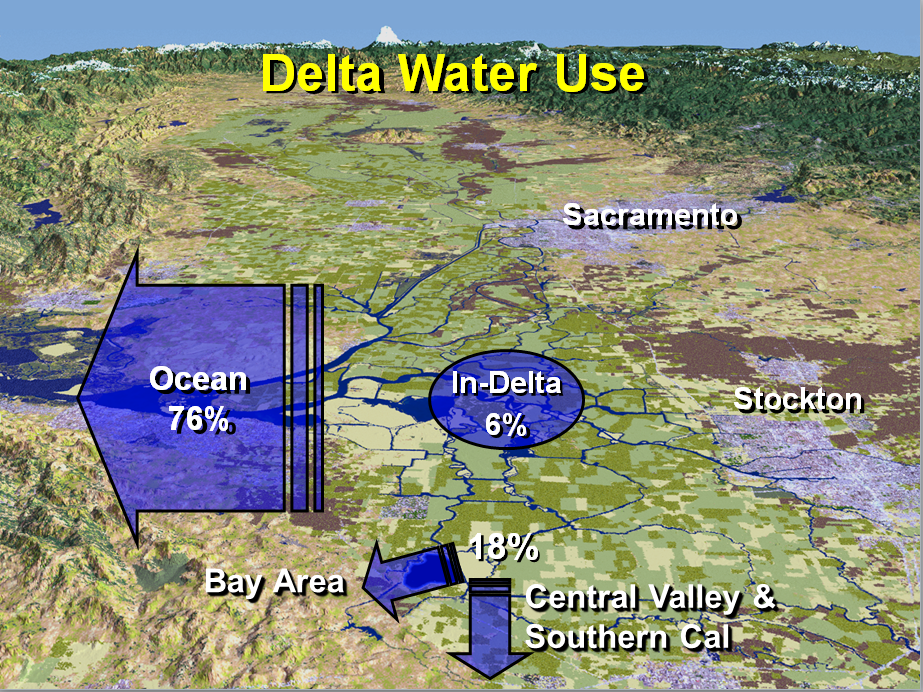 Delta Water Use
Sacramento
Ocean
76%
In-Delta
6%
Stockton
18%
Bay Area
Central Valley &
Southern Cal